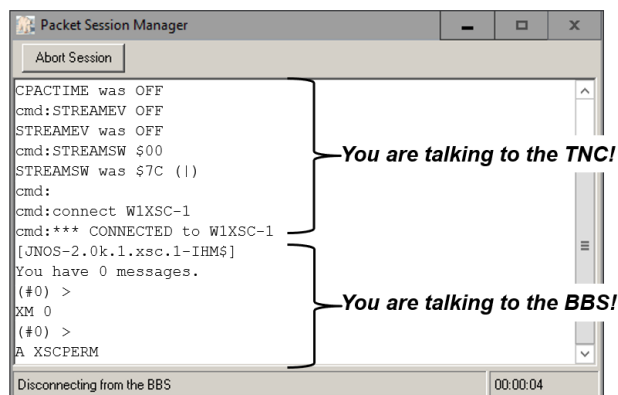 Packet Session Manager
Abort Session
CPACTIME was OFF
cmd:STREAMEV OFF
STREAMEV was OFF
cmd:STREAMSW $00
STREAMSW was $7C (|)
cmd:
cmd:connect W1XSC-1
cmd:*** CONNECTED to W1XSC-1
You are talking to the TNC!
[JNOS-2.0k.1.xsc.1-IHM$]
You have 0 messages.
(#0) >
XM 0
(#0) >
A XSCPERM
You are talking to the BBS!
Disconnecting from the BBS
00:00:04